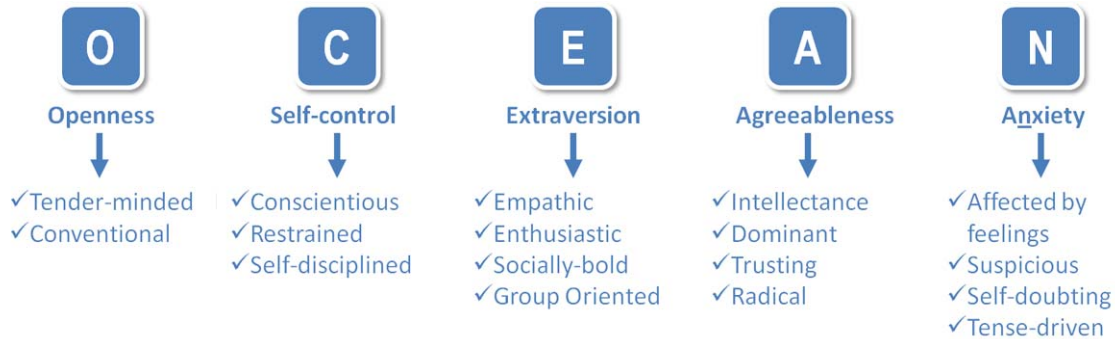 O
Openness
✓Tender-minded
✓Conventional
C
Self-control
✓Conscientious
✓Restrained
✓Self-disciplined
E
Extraversion
✓Empathic
✓Enthusiastic
✓Socially-bold
✓Group Oriented
A
Agreeableness
✓Intellectance
✓Dominant
✓Trusting
✓Radical
N
Anxiety
✓Affected by
feelings
✓Suspicious
✓Self-doubting
✓Tense-driven